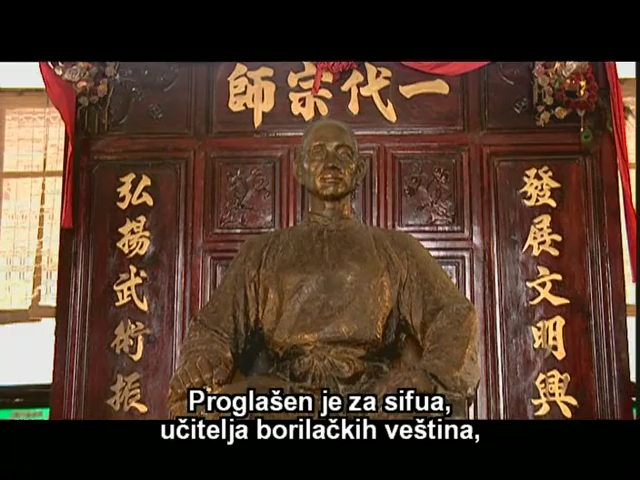 師宗代一
弘揚武術振
發展文明興
Proglašen je za sifua,
učitelja borilačkih veština,